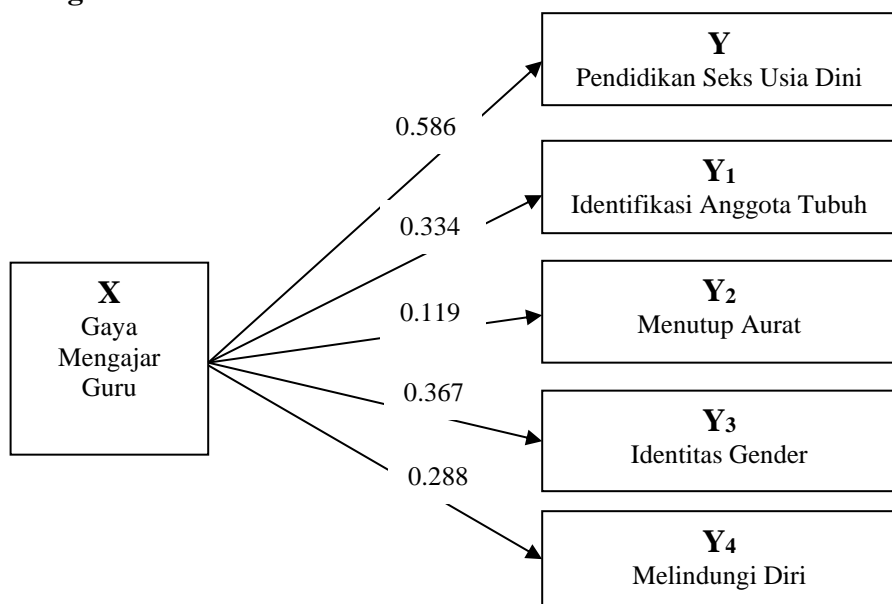 Y
Pendidikan Seks Usia Dini
0.586
Y₁
Identifikasi Anggota Tubuh
0.334
X
Gaya
Mengajar
Guru
Y₂
Menutup Aurat
0.119
0.367
Y₃
Identitas Gender
0.288
Y₄
Melindungi Diri